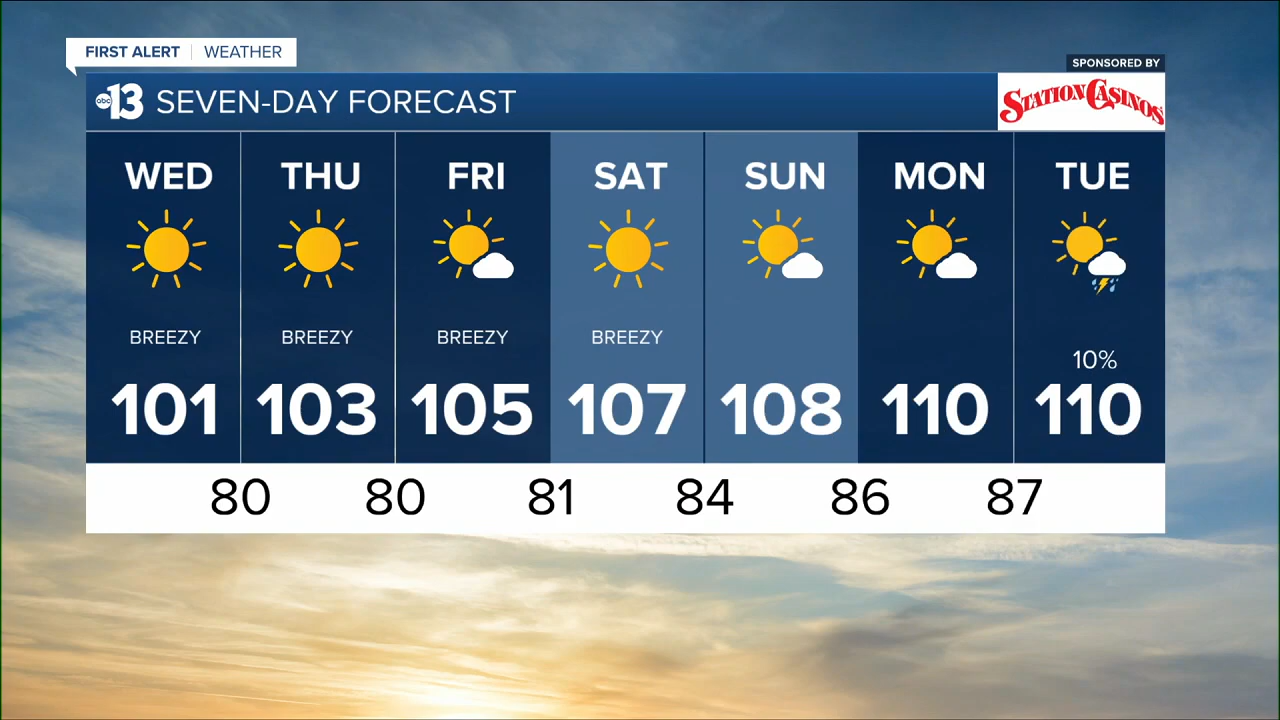 FIRST ALERT | WEATHER
SPONSORED BY
abc 13 SEVEN-DAY FORECAST
STATION CASINOS
WED THU FRI SAT SUN MON TUE
BREEZY BREEZY BREEZY BREEZY
10%
101 103 105 107 108 110 110
80 80 81 84 86 87